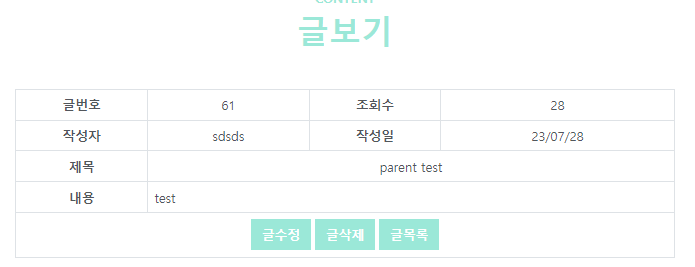 CONTENT
글보기
글번호 61 조회수 28
작성자 sdsds 작성일 23/07/28
제목 parent test
내용 test
글수정 글삭제 글목록